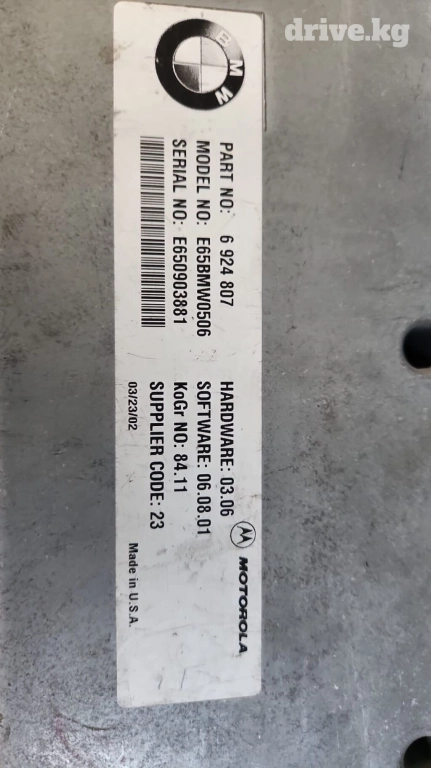 drive.kg
BMW
PART NO: 6 924 807
MODEL NO: E65BMW0506
SERIAL NO: E650903881
HARDWARE: 03.06
SOFTWARE: 06.08.01
KoGr NO: 84.11
SUPPLIER CODE: 23
03/23/02
MOTOROLA
Made in U.S.A.